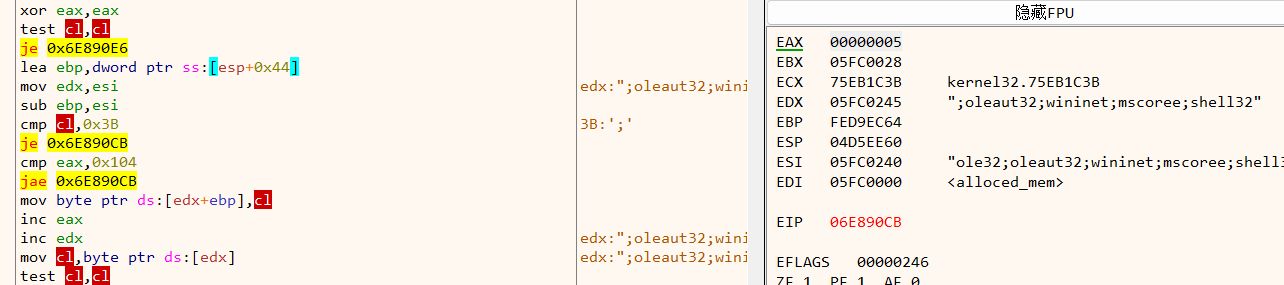 xor eax,eax
test cl,cl
je 0x6E890E6
lea ebp,dword ptr ss:[esp+0x44]
mov edx,esi
sub ebp,esi
cmp cl,0x3B
je 0x6E890CB
cmp eax,0x104
jae 0x6E890CB
mov byte ptr ds:[edx+ebp],cl
inc eax
inc edx
mov cl,byte ptr ds:[edx]
test cl,cl
edx:";oleaut32;wini
3B:';'
edx:";oleaut32;wini
edx:";oleaut32;wini
隐藏FPU
EAX 00000005
EBX 05FC0028
ECX 75EB1C3B kernel32.75EB1C3B
EDX 05FC0245 ";oleaut32;wininet;mscoree;shell32"
EBP FED9EC64
ESP 04D5EE60
ESI 05FC0240 "ole32;oleaut32;wininet;mscoree;shell3
EDI 05FC0000 <alloced_mem>
EIP 06E890CB
EFLAGS 00000246
ZF 1 PF 1 AF 0